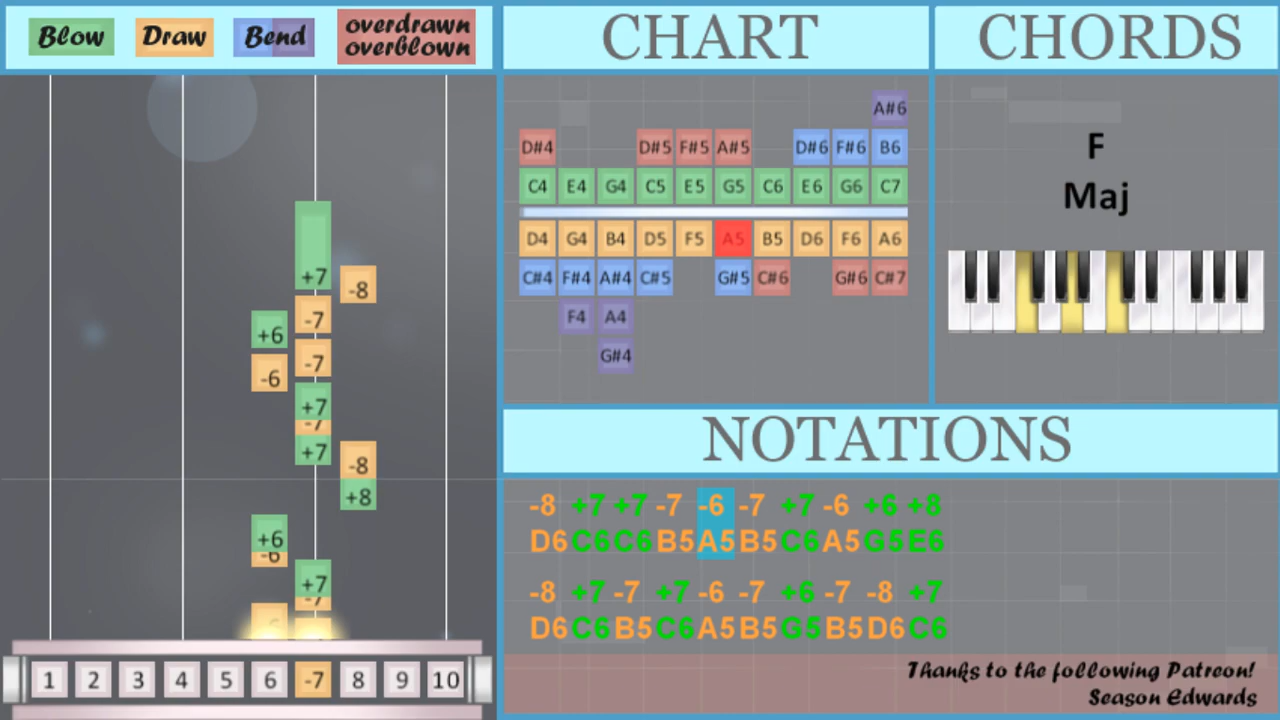 Blow Draw Bend overdrawn
overblown
CHART
CHORDS
A#6
D#4 D#5 F#5 A#5 D#6 F#6 B6
C4 E4 G4 C5 E5 G5 C6 E6 G6 C7
D4 G4 B4 D5 F5 A5 B5 D6 F6 A6
C#4 F#4 A#4 C#5 G#5 C#6 G#6 C#7
F4 A4
G#4
F
Maj
+7
-8
-7
+6
-7
-6
+7
-7
+7
-8
+8
+6
-6
+7
-7
-6
1 2 3 4 5 6 -7 8 9 10
NOTATIONS
-8 +7 +7 -7 -6 -7 +7 -6 +6 +8
D6 C6 C6 B5 A5 B5 C6 A5 G5 E6
-8 +7 -7 +7 -6 -7 +6 -7 -8 +7
D6 C6 B5 C6 A5 B5 G5 B5 D6 C6
Thanks to the following Patreon!
Season Edwards